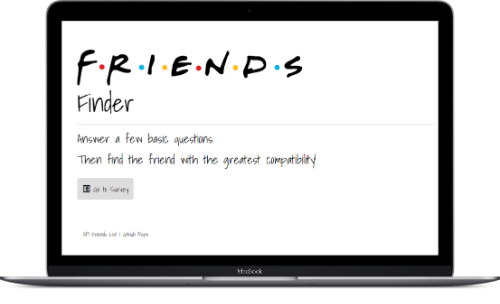 F•R•I•E•N•D•S
Finder
Answer a few basic questions.
Then find the friend with the greatest compatibility!
Go to Survey
API Friends List | GitHub Repo
MacBook